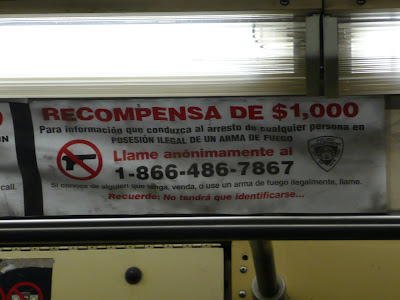 RECOMPENSA DE $1,000
Para información que conduzca al arresto de cualquier persona en
POSESIÓN ILEGAL DE UN ARMA DE FUEGO
Llame anónimamente al
1-866-486-7867
Si conoce de alguien que tenga, venda, o use un arma de fuego ilegalmente, llame.
Recuerde: No tendrá que identificarse...
call.